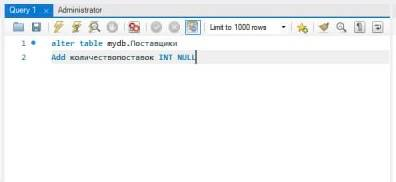 Query 1
Administrator
Limit to 1000 rows
1 alter table mydb.Поставщики
2 Add количествопоставок INT NULL